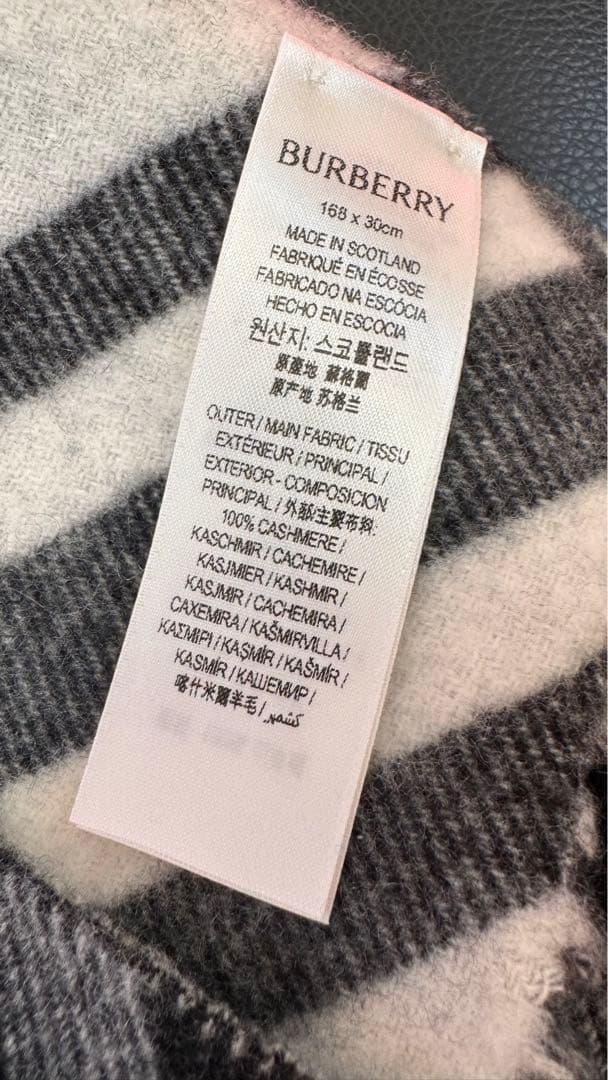 BURBERRY
168 x 30cm
MADE IN SCOTLAND
FABRIQUÉ EN ÉCOSSE
FABRICADO NA ESCÓCIA
HECHO EN ESCOCIA
원산지: 스코틀랜드
原產地 蘇格蘭
原产地 苏格兰
OUTER / MAIN FABRIC / TISSU
EXTÉRIEUR / PRINCIPAL /
EXTERIOR - COMPOSICION
PRINCIPAL / 外部/主要布料:
100% CASHMERE /
KASCHMIR / CACHEMIRE /
KASJMIER / KASHMIR /
KASJMIR / CACHEMIRA /
CAXEMIRA / KAŠMIRVILLA /
ΚΑΣΜΙΡΙ / KAŞMİR / KAŠMÍR /
KASMÍR / КАШЕМИР /
喀什米爾羊毛 / كشمير